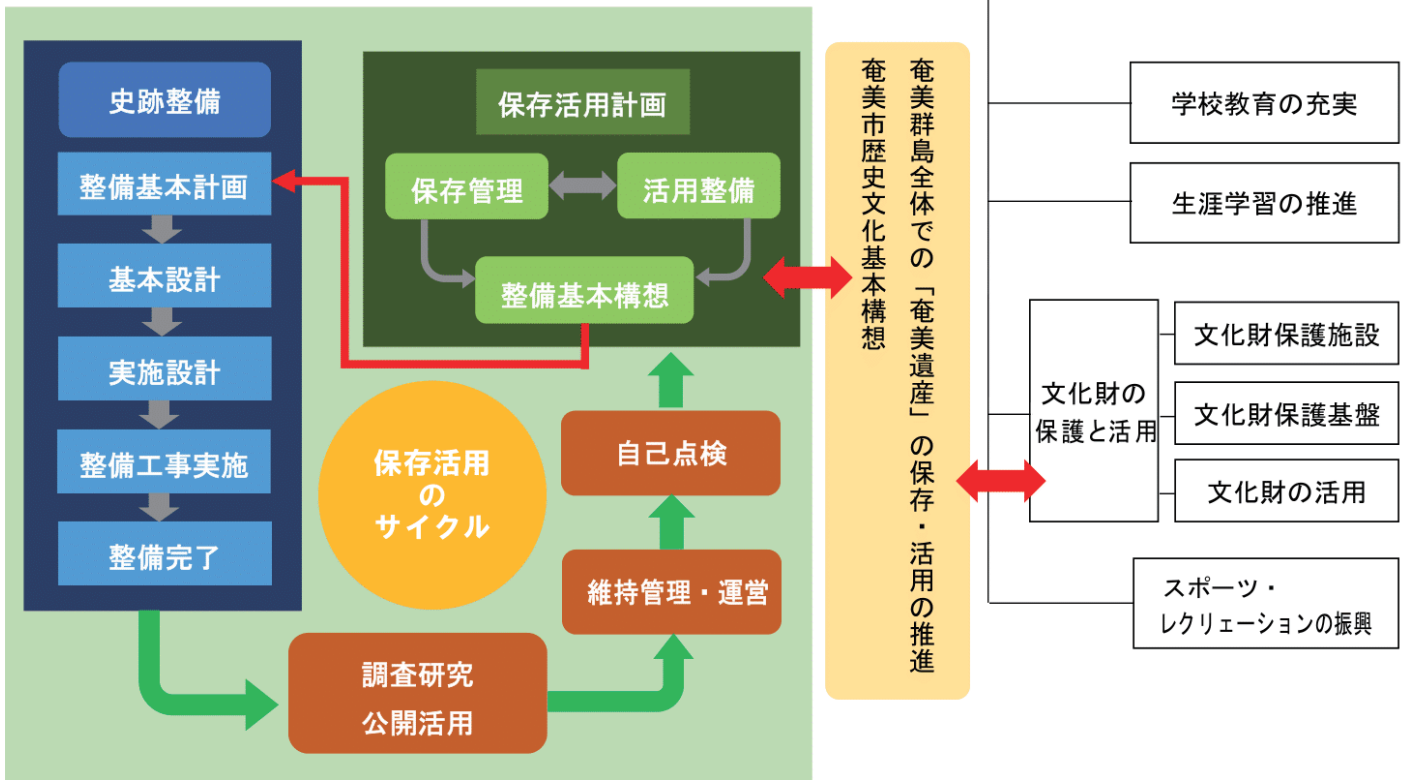 史跡整備
整備基本計画
基本設計
実施設計
整備工事実施
整備完了
保存活用計画
保存管理
活用整備
整備基本構想
保存活用
の
サイクル
自己点検
維持管理・運営
調査研究
公開活用
奄美群島全体での「奄美遺産」の保存・活用の推進
奄美市歴史文化基本構想
学校教育の充実
生涯学習の推進
文化財の
保護と活用
文化財保護施設
文化財保護基盤
文化財の活用
スポーツ・
レクリェーションの振興